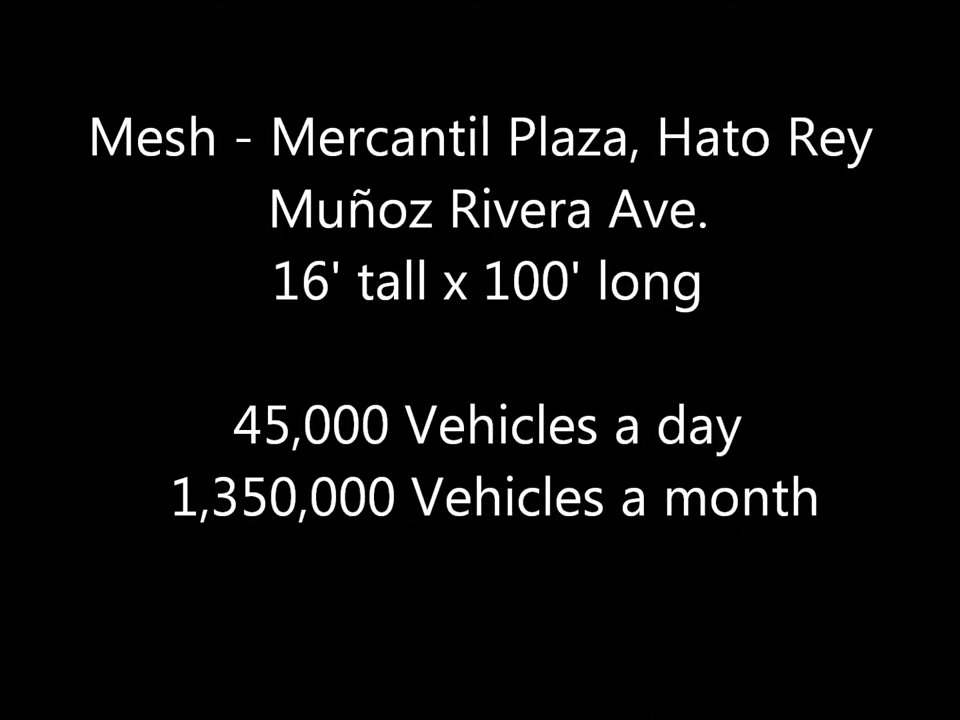 Mesh - Mercantil Plaza, Hato Rey
Muñoz Rivera Ave.
16' tall x 100' long
45,000 Vehicles a day
1,350,000 Vehicles a month